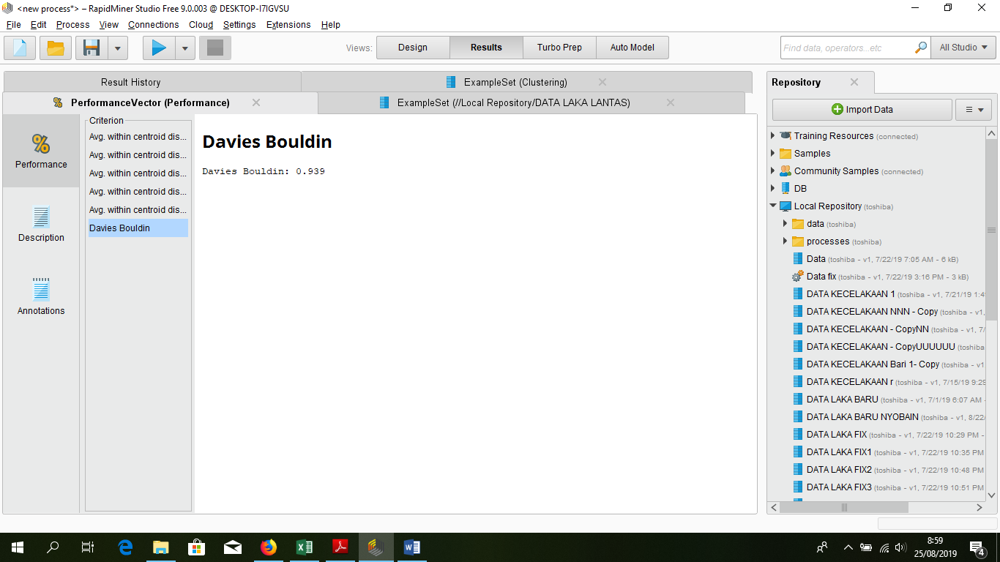 <new process*> – RapidMiner Studio Free 9.0.003 @ DESKTOP-I7IGVSU
File Edit Process View Connections Cloud Settings Extensions Help
Views: Design Results Turbo Prep Auto Model
Find data, operators...etc
All Studio
Result History
ExampleSet (Clustering)
PerformanceVector (Performance)
ExampleSet (//Local Repository/DATA LAKA LANTAS)
%
Performance
Description
Annotations
Criterion
Avg. within centroid dis...
Avg. within centroid dis...
Avg. within centroid dis...
Avg. within centroid dis...
Avg. within centroid dis...
Davies Bouldin
Davies Bouldin
Davies Bouldin: 0.939
Repository
Import Data
Training Resources (connected)
Samples
Community Samples (connected)
DB
Local Repository (toshiba)
data (toshiba)
processes (toshiba)
Data (toshiba - v1, 7/22/19 7:05 AM - 6 kB)
Data fix (toshiba - v1, 7/22/19 3:16 PM - 3 kB)
DATA KECELAKAAN 1 (toshiba - v1, 7/21/19 1:4
DATA KECELAKAAN NNN - Copy (toshiba - v1,
DATA KECELAKAAN - CopyNN (toshiba - v1, 7/
DATA KECELAKAAN - CopyUUUUUU (toshiba
DATA KECELAKAAN Bari 1- Copy (toshiba - v1
DATA KECELAKAAN r (toshiba - v1, 7/15/19 9:29
DATA LAKA BARU (toshiba - v1, 7/1/19 6:07 AM -
DATA LAKA BARU NYOBAIN (toshiba - v1, 8/22/
DATA LAKA FIX (toshiba - v1, 7/22/19 10:29 PM -
DATA LAKA FIX1 (toshiba - v1, 7/22/19 10:35 PM
DATA LAKA FIX2 (toshiba - v1, 7/22/19 10:48 PM
DATA LAKA FIX3 (toshiba - v1, 7/22/19 10:51 PM
8:59
25/08/2019
4